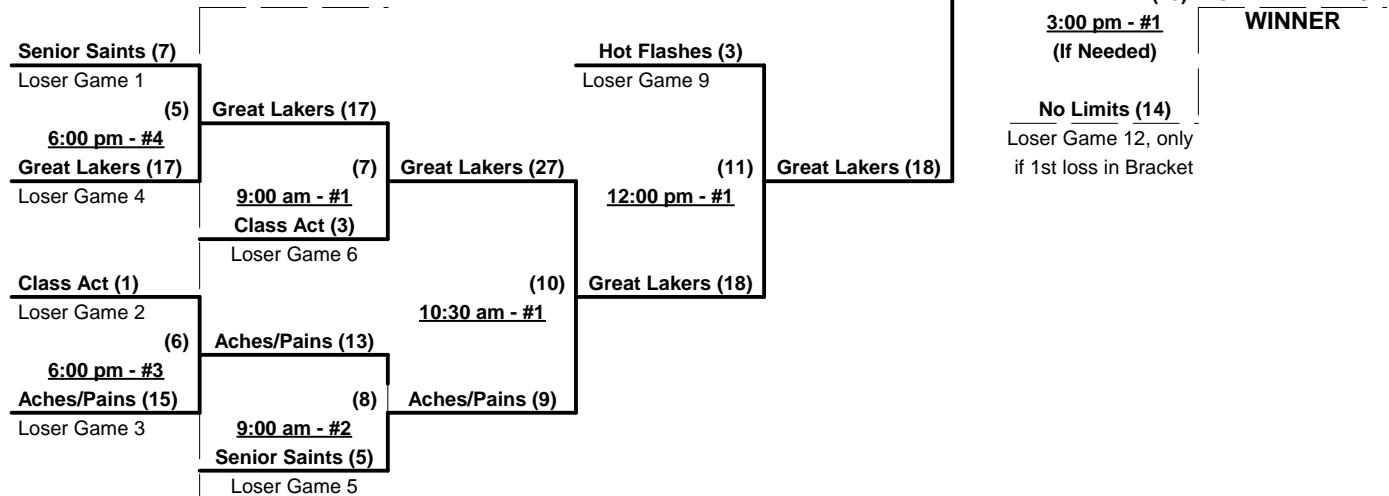 3:00 pm - #1
WINNER
(If Needed)
Senior Saints (7)
Loser Game 1
Hot Flashes (3)
Loser Game 9
(5)
Great Lakers (17)
No Limits (14)
Loser Game 12, only
if 1st loss in Bracket
6:00 pm - #4
Great Lakers (17)
Loser Game 4
(7)
Great Lakers (27)
(11)
Great Lakers (18)
9:00 am - #1
12:00 pm - #1
Class Act (3)
Loser Game 6
Class Act (1)
Loser Game 2
(10)
Great Lakers (18)
10:30 am - #1
(6)
Aches/Pains (13)
6:00 pm - #3
Aches/Pains (15)
Loser Game 3
(8)
Aches/Pains (9)
9:00 am - #2
Senior Saints (5)
Loser Game 5